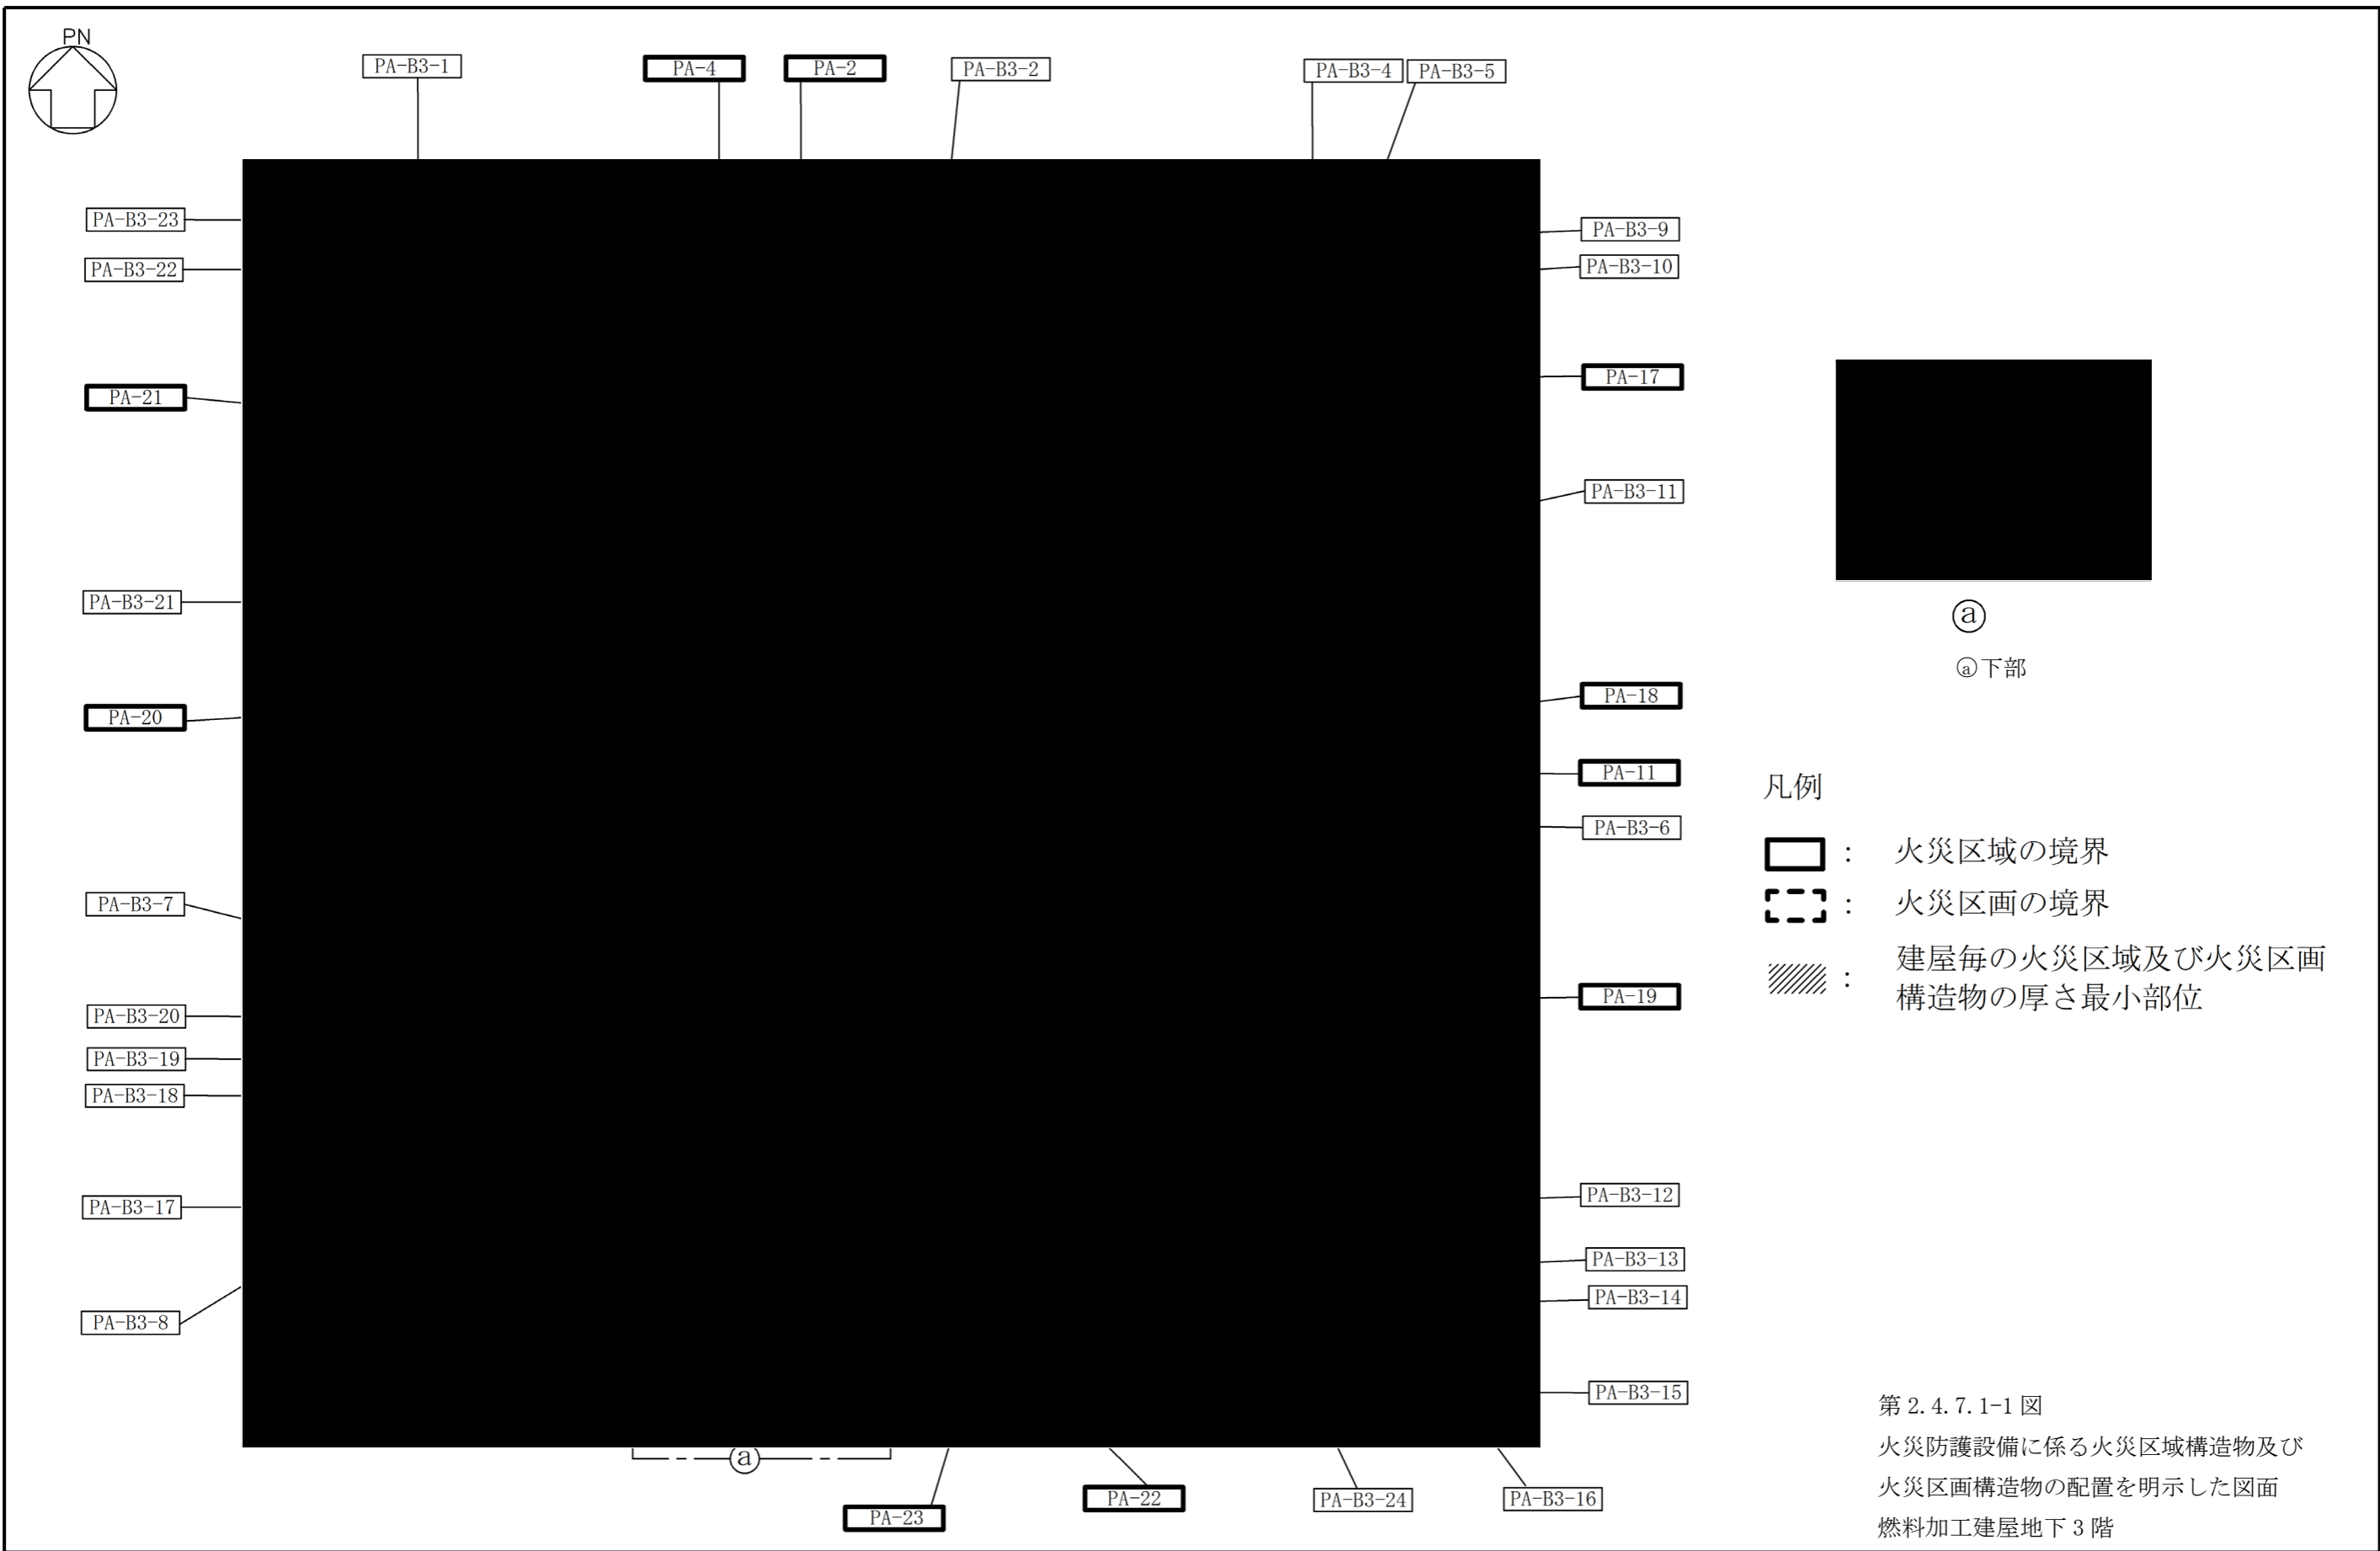 PN
PA-B3-1
PA-4
PA-2
PA-B3-2
PA-B3-4
PA-B3-5
PA-B3-23
PA-B3-22
PA-21
PA-B3-21
PA-20
PA-B3-7
PA-B3-20
PA-B3-19
PA-B3-18
PA-B3-17
PA-B3-8
PA-B3-9
PA-B3-10
PA-17
PA-B3-11
PA-18
PA-11
PA-B3-6
PA-19
PA-B3-12
PA-B3-13
PA-B3-14
PA-B3-15
ⓐ
PA-23
PA-22
PA-B3-24
PA-B3-16
ⓐ
ⓐ下部
凡例
： 火災区域の境界
： 火災区画の境界
： 建屋毎の火災区域及び火災区画
構造物の厚さ最小部位
第 2.4.7.1-1 図
火災防護設備に係る火災区域構造物及び
火災区画構造物の配置を明示した図面
燃料加工建屋地下 3 階